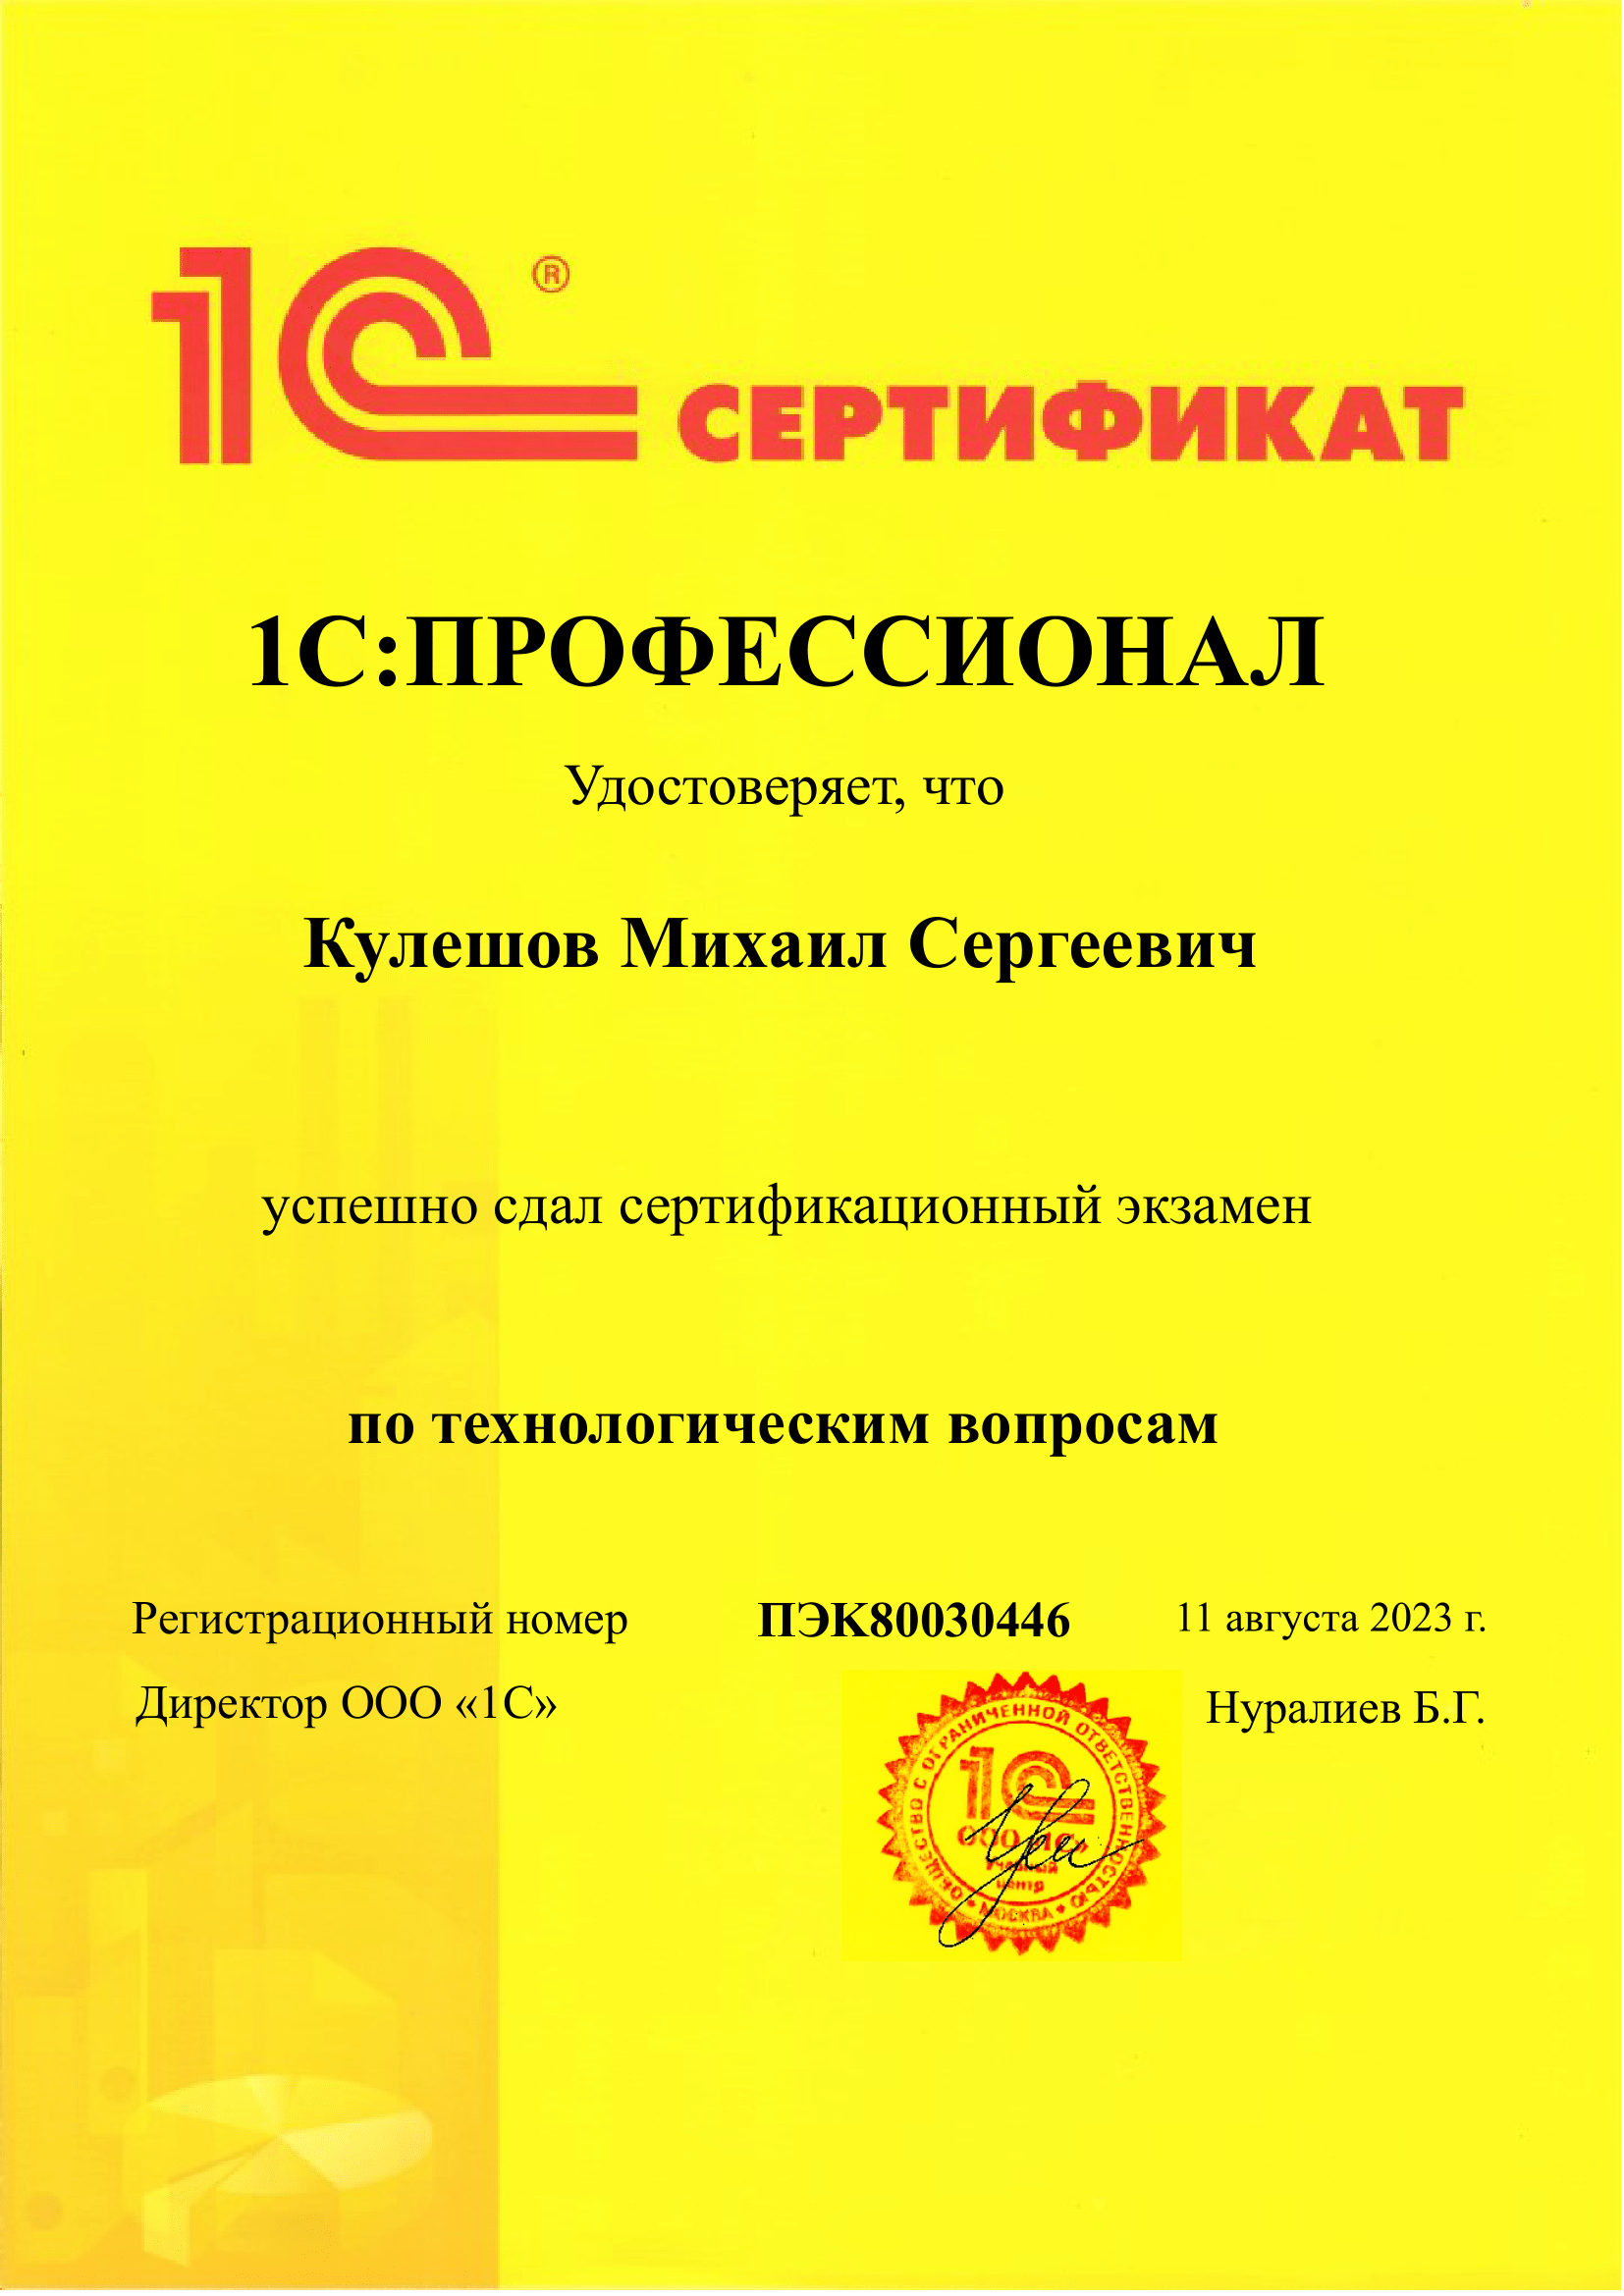 1С®
СЕРТИФИКАТ
1С:ПРОФЕССИОНАЛ
Удостоверяет, что
Кулешов Михаил Сергеевич
успешно сдал сертификационный экзамен
по технологическим вопросам
Регистрационный номер ПЭК80030446 11 августа 2023 г.
Директор ООО «1С» Нуралиев Б.Г.
ОБЩЕСТВО С ОГРАНИЧЕННОЙ ОТВЕТСТВЕННОСТЬЮ
1С
ООО «1С»
Учебный
центр
МОСКВА